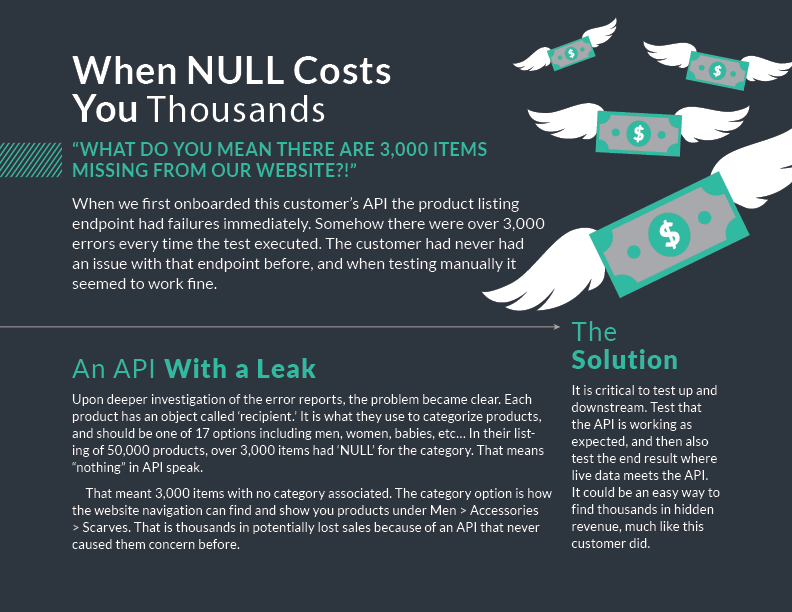 When NULL Costs
You Thousands
“WHAT DO YOU MEAN THERE ARE 3,000 ITEMS
MISSING FROM OUR WEBSITE?!”
When we first onboarded this customer’s API the product listing
endpoint had failures immediately. Somehow there were over 3,000
errors every time the test executed. The customer had never had
an issue with that endpoint before, and when testing manually it
seemed to work fine.
An API With a Leak
Upon deeper investigation of the error reports, the problem became clear. Each
product has an object called ‘recipient.’ It is what they use to categorize products,
and should be one of 17 options including men, women, babies, etc... In their list-
ing of 50,000 products, over 3,000 items had ‘NULL’ for the category. That means
“nothing” in API speak.
That meant 3,000 items with no category associated. The category option is how
the website navigation can find and show you products under Men > Accessories
> Scarves. That is thousands in potentially lost sales because of an API that never
caused them concern before.
The
Solution
It is critical to test up and
downstream. Test that
the API is working as
expected, and then also
test the end result where
live data meets the API.
It could be an easy way to
find thousands in hidden
revenue, much like this
customer did.
$
$
$
$